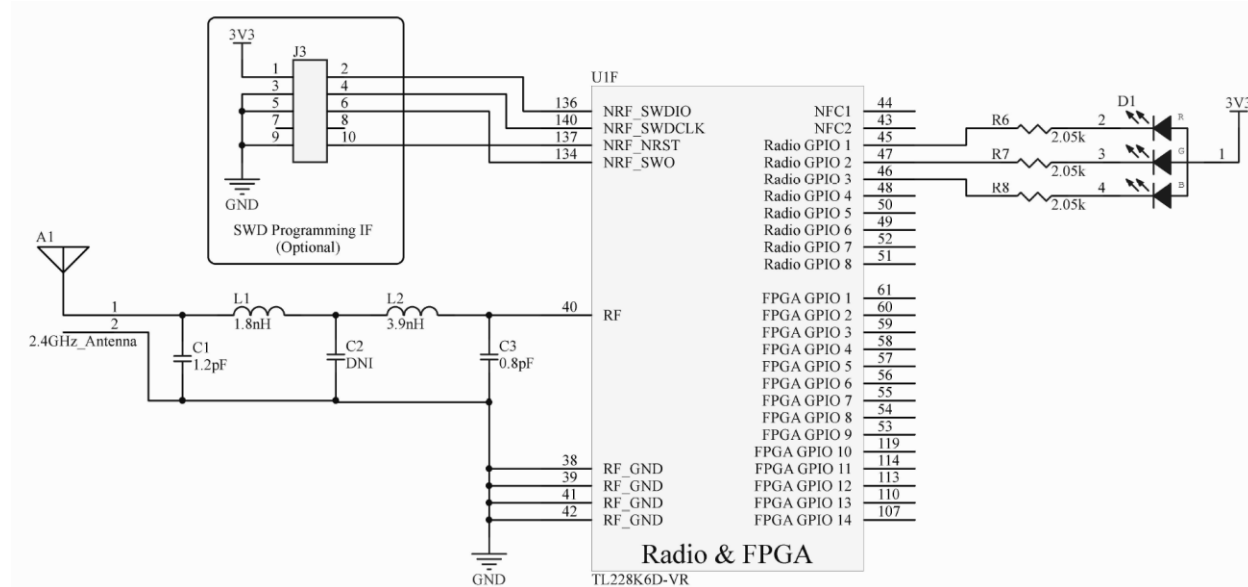 3V3
J3
1
2
3
4
5
6
7
8
9
10
GND
SWD Programming IF
(Optional)
A1
1
2
2.4GHz_Antenna
L1
1.8nH
L2
3.9nH
C1
1.2pF
C2
DNI
C3
0.8pF
GND
U1F
136 NRF_SWDIO
140 NRF_SWDCLK
137 NRF_NRST
134 NRF_SWO
40 RF
38 RF_GND
39 RF_GND
41 RF_GND
42 RF_GND
NFC1 44
NFC2 43
Radio GPIO 1 45
Radio GPIO 2 47
Radio GPIO 3 46
Radio GPIO 4 48
Radio GPIO 5 50
Radio GPIO 6 49
Radio GPIO 7 52
Radio GPIO 8 51
FPGA GPIO 1 61
FPGA GPIO 2 60
FPGA GPIO 3 59
FPGA GPIO 4 58
FPGA GPIO 5 57
FPGA GPIO 6 56
FPGA GPIO 7 55
FPGA GPIO 8 54
FPGA GPIO 9 53
FPGA GPIO 10 119
FPGA GPIO 11 114
FPGA GPIO 12 113
FPGA GPIO 13 110
FPGA GPIO 14 107
Radio & FPGA
TL228K6D-VR
D1
3V3
R6
2.05k
2
R
R7
2.05k
3
G
1
R8
2.05k
4
B